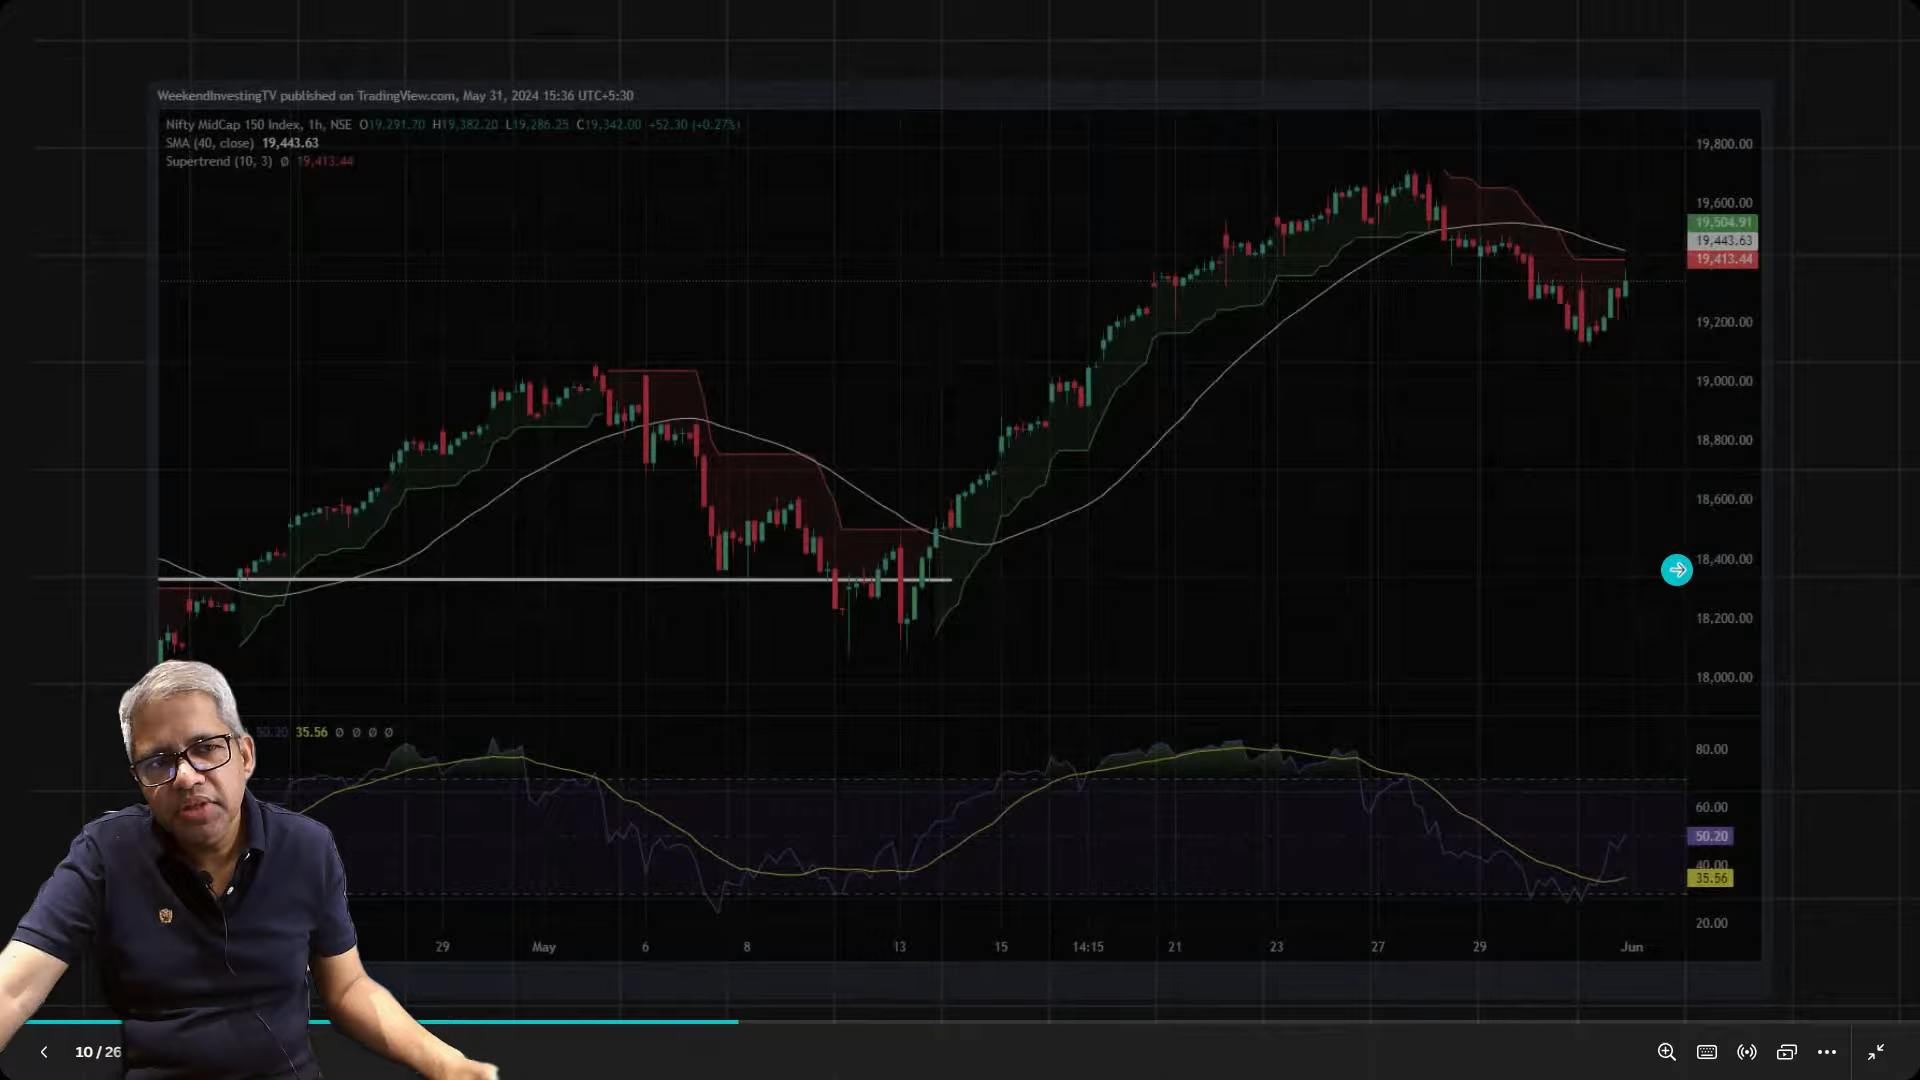 WeekendInvestingTV published on TradingView.com, May 31, 2024 15:36 UTC+5:30
Nifty MidCap 150 Index, 1h, NSE O19,291.70 H19,382.20 L19,286.25 C19,342.00 +52.30 (+0.27%)
SMA (40, close) 19,443.63
Supertrend (10, 3) ∅ 19,413.44
19,800.00
19,600.00
19,504.91
19,443.63
19,413.44
19,200.00
19,000.00
18,800.00
18,600.00
18,400.00
18,200.00
18,000.00
50.20 35.56 ∅ ∅ ∅ ∅
80.00
60.00
50.20
40.00
35.56
20.00
29 May 6 8 13 15 14:15 21 23 27 29 Jun
10 / 26